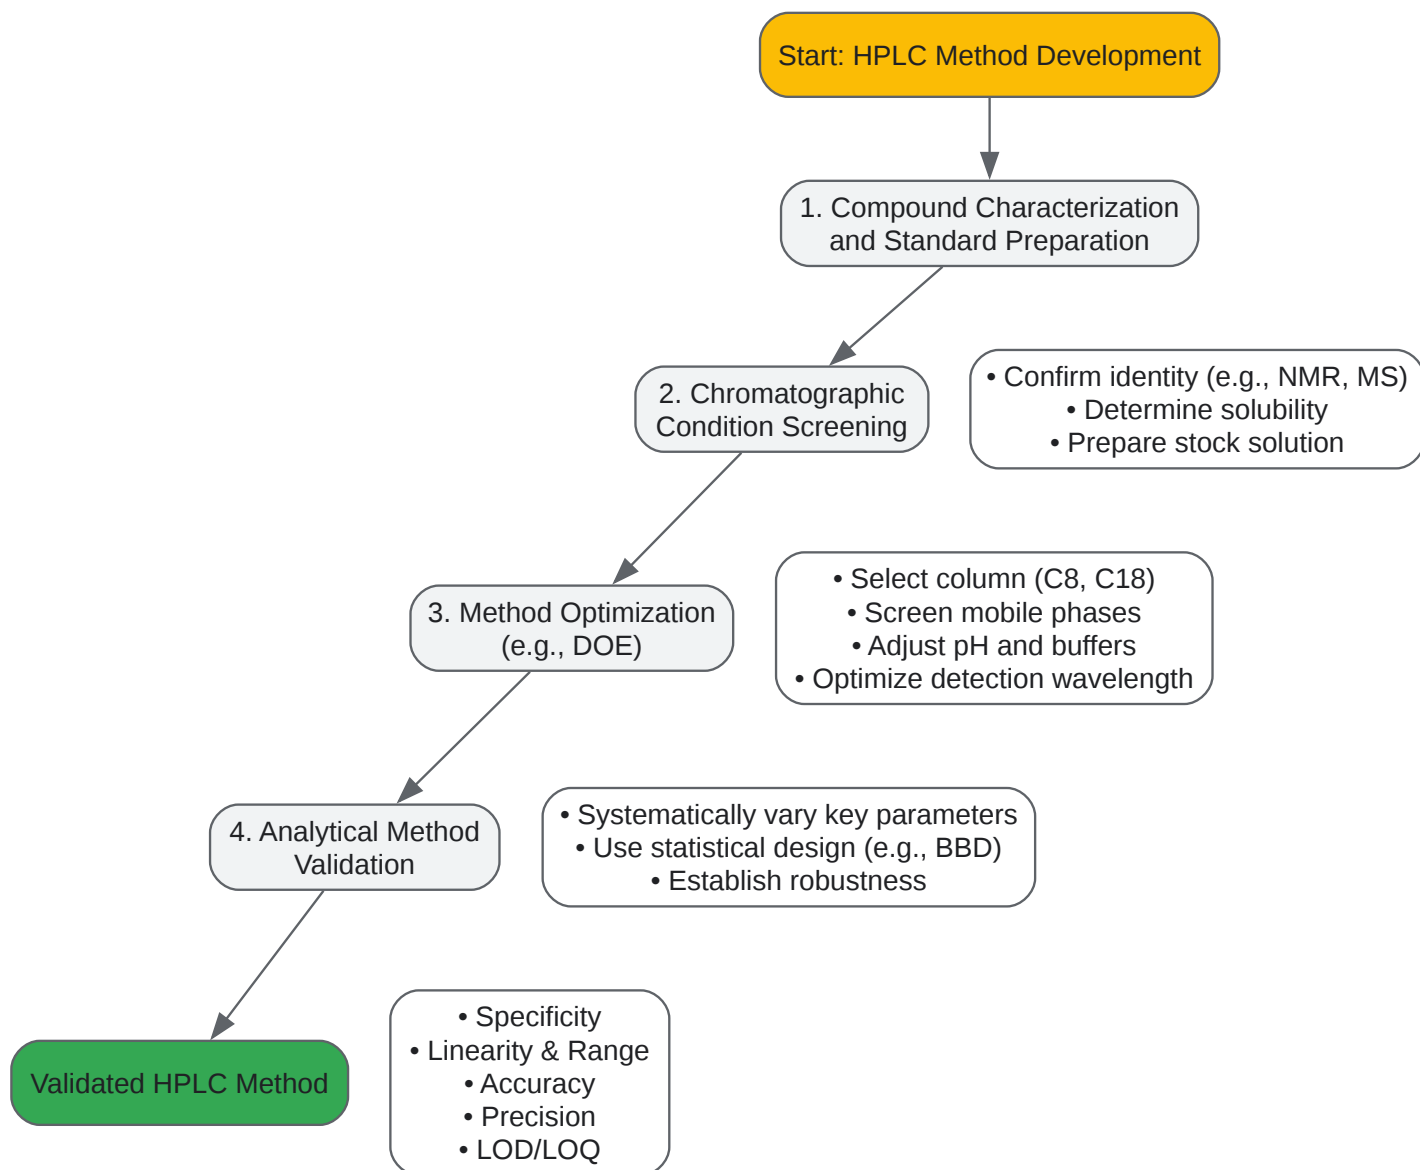 Start: HPLC Method Development
1. Compound Characterization
and Standard Preparation
2. Chromatographic
Condition Screening
• Confirm identity (e.g., NMR, MS)
• Determine solubility
• Prepare stock solution
3. Method Optimization
(e.g., DOE)
• Select column (C8, C18)
• Screen mobile phases
• Adjust pH and buffers
• Optimize detection wavelength
4. Analytical Method
Validation
• Systematically vary key parameters
• Use statistical design (e.g., BBD)
• Establish robustness
Validated HPLC Method
• Specificity
• Linearity & Range
• Accuracy
• Precision
• LOD/LOQ